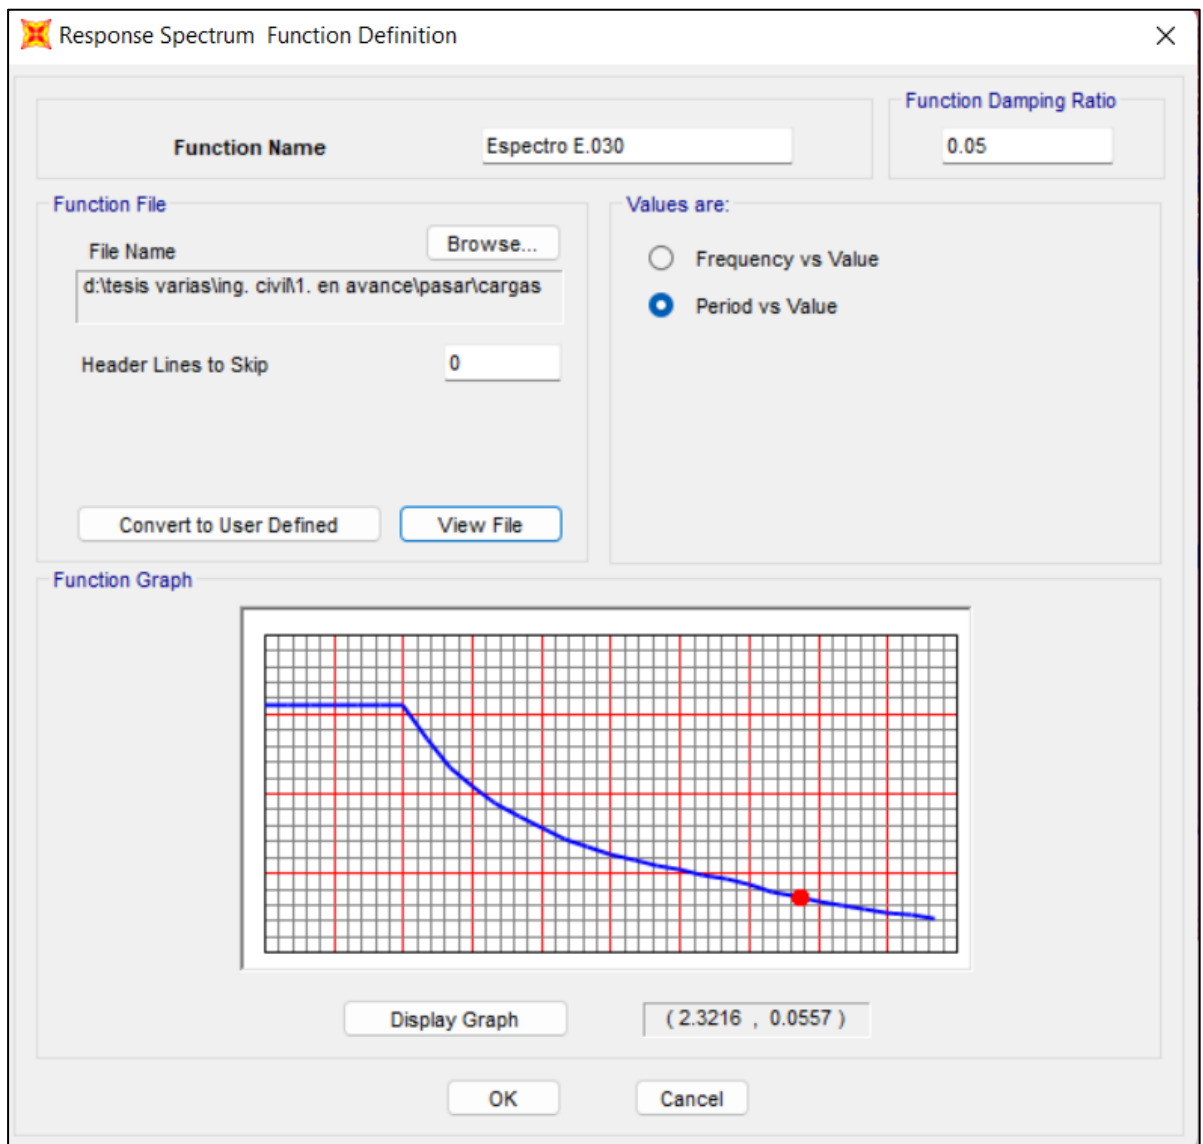 Response Spectrum  Function Definition
Function Name
Espectro E.030
Function Damping Ratio
0.05
Function File
File Name
Browse...
d:\tesis varias\ing. civil\1. en avance\pasar\cargas
Header Lines to Skip
0
Convert to User Defined
View File
Values are:
Frequency vs Value
Period vs Value
Function Graph
Display Graph
( 2.3216  ,  0.0557 )
OK
Cancel